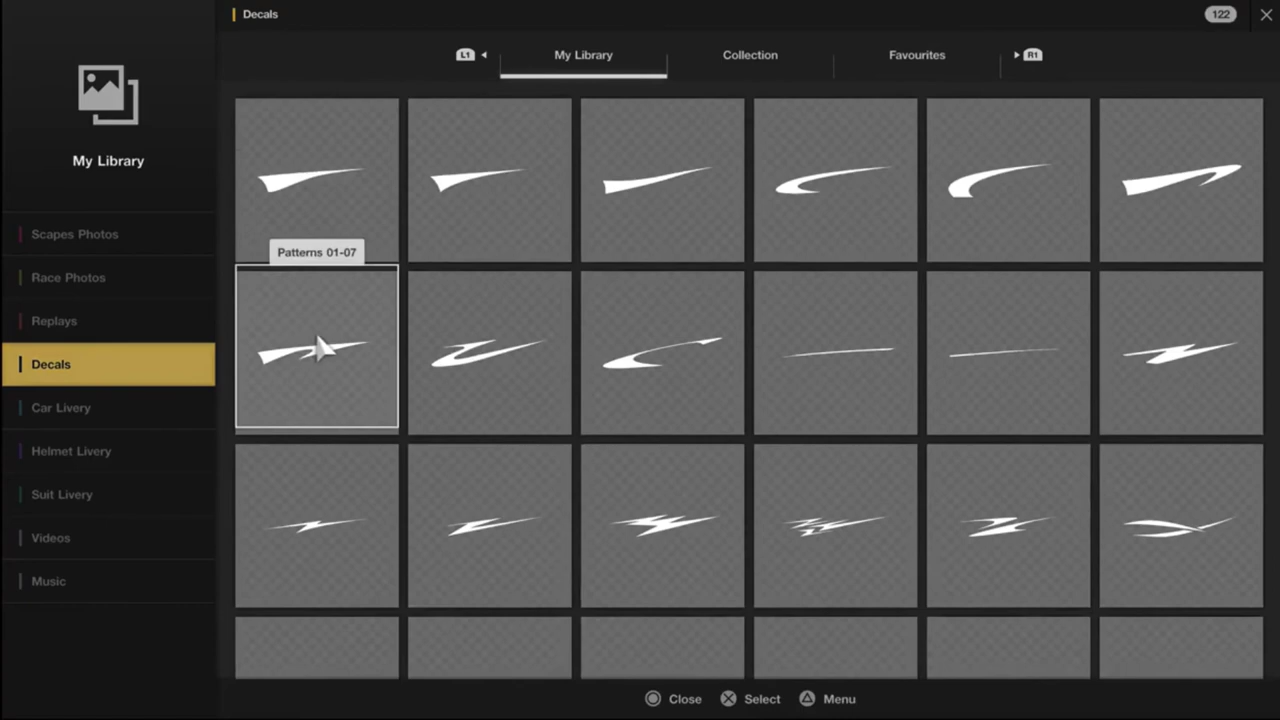 Decals
122
L1
My Library
Collection
Favourites
R1
My Library
Scapes Photos
Race Photos
Replays
Decals
Car Livery
Helmet Livery
Suit Livery
Videos
Music
Patterns 01-07
Close
Select
Menu